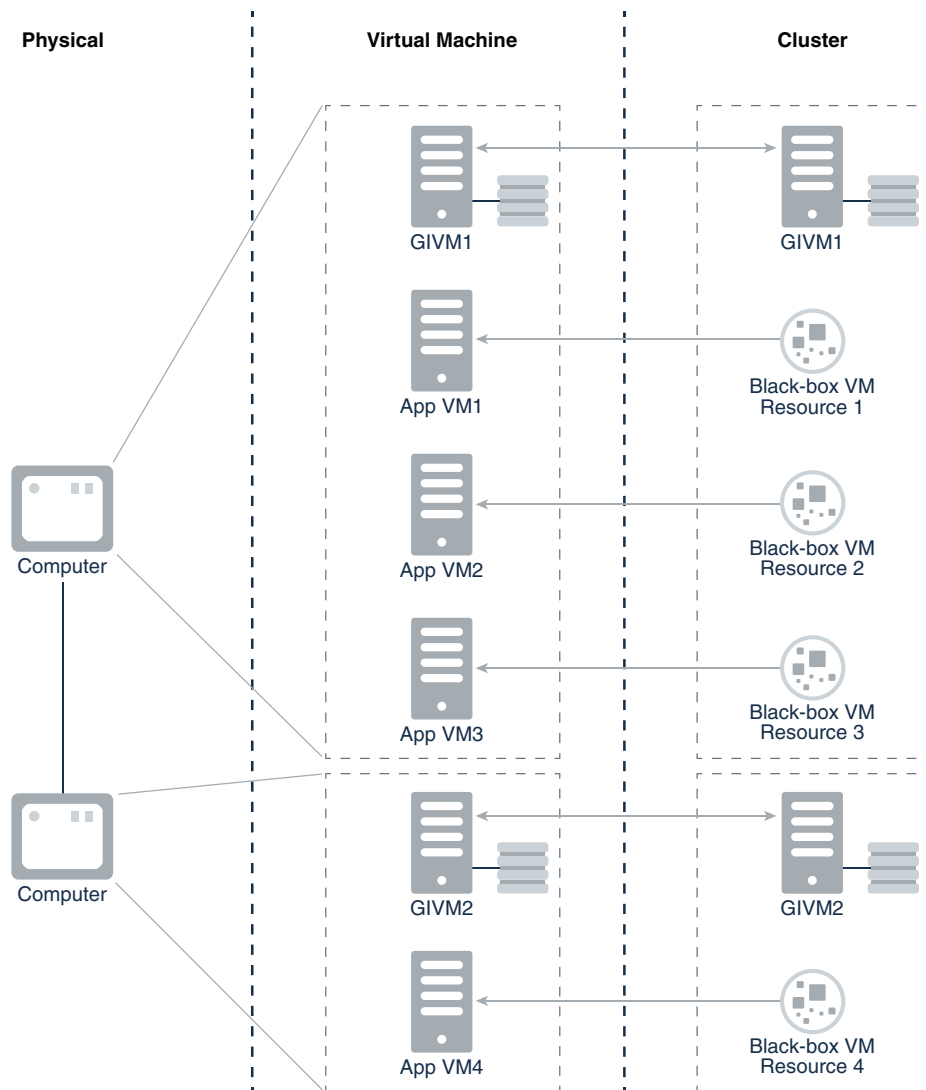 Physical
Virtual Machine
Cluster
GIVM1
GIVM1
App VM1
Black-box VM
Resource 1
App VM2
Black-box VM
Resource 2
Computer
App VM3
Black-box VM
Resource 3
Computer
GIVM2
GIVM2
App VM4
Black-box VM
Resource 4